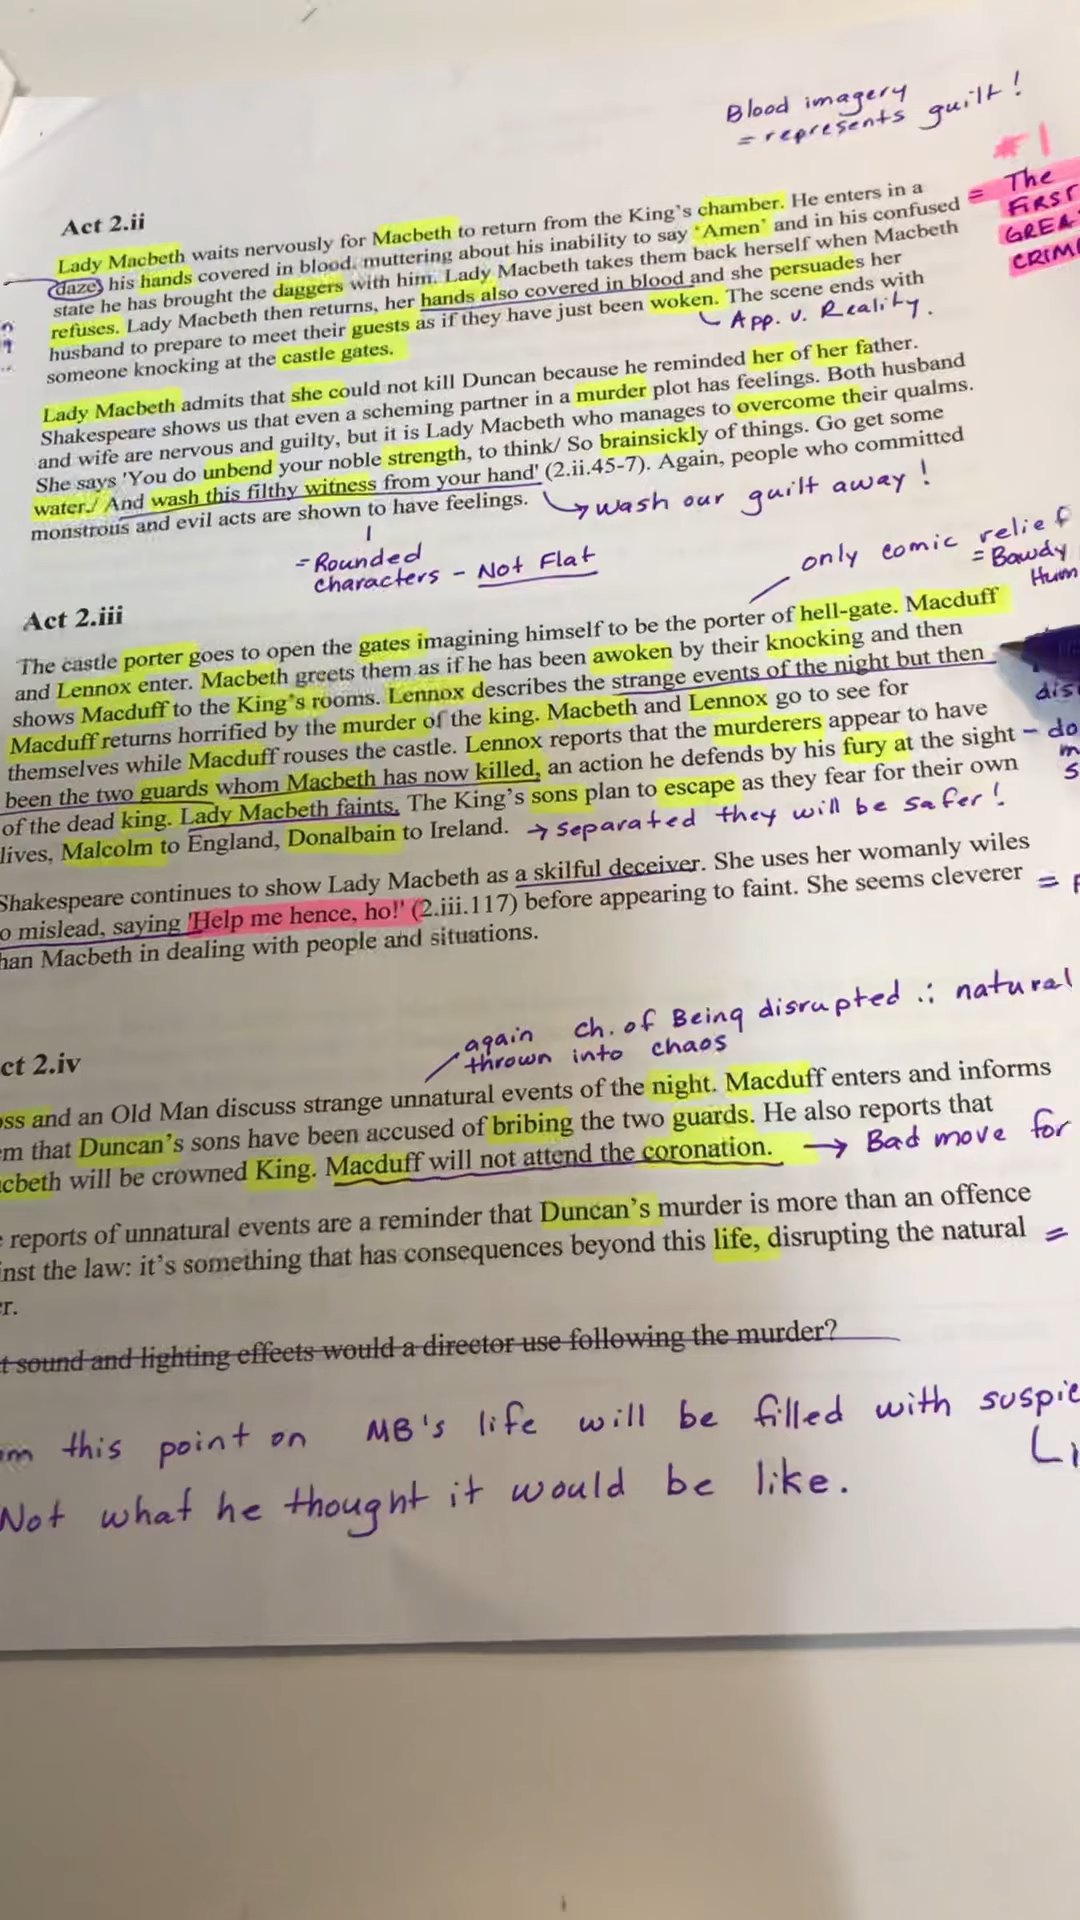 Blood imagery
= represents guilt!
#1
= The
FIRST
GREA
CRIM
Act 2.ii
Lady Macbeth waits nervously for Macbeth to return from the King's chamber. He enters in a
daze, his hands covered in blood, muttering about his inability to say 'Amen' and in his confused
state he has brought the daggers with him. Lady Macbeth takes them back herself when Macbeth
refuses. Lady Macbeth then returns, her hands also covered in blood and she persuades her
husband to prepare to meet their guests as if they have just been woken. The scene ends with
someone knocking at the castle gates.
App. v. Reality.
Lady Macbeth admits that she could not kill Duncan because he reminded her of her father.
Shakespeare shows us that even a scheming partner in a murder plot has feelings. Both husband
and wife are nervous and guilty, but it is Lady Macbeth who manages to overcome their qualms.
She says 'You do unbend your noble strength, to think/ So brainsickly of things. Go get some
water./ And wash this filthy witness from your hand' (2.ii.45-7). Again, people who committed
monstrous and evil acts are shown to have feelings.
wash our guilt away!
= Rounded
characters - Not Flat
only comic relief
= Bawdy
Hum
Act 2.iii
The castle porter goes to open the gates imagining himself to be the porter of hell-gate. Macduff
and Lennox enter. Macbeth greets them as if he has been awoken by their knocking and then
shows Macduff to the King's rooms. Lennox describes the strange events of the night but then
Macduff returns horrified by the murder of the king. Macbeth and Lennox go to see for
themselves while Macduff rouses the castle. Lennox reports that the murderers appear to have
been the two guards whom Macbeth has now killed, an action he defends by his fury at the sight
of the dead king. Lady Macbeth faints. The King's sons plan to escape as they fear for their own
lives, Malcolm to England, Donalbain to Ireland.
→ separated they will be safer!
dis
- do
m
s
Shakespeare continues to show Lady Macbeth as a skilful deceiver. She uses her womanly wiles
o mislead, saying 'Help me hence, ho!' (2.iii.117) before appearing to faint. She seems cleverer
han Macbeth in dealing with people and situations.
=
again ch. of Being disrupted ∴ natural
thrown into chaos
ct 2.iv
oss and an Old Man discuss strange unnatural events of the night. Macduff enters and informs
em that Duncan's sons have been accused of bribing the two guards. He also reports that
acbeth will be crowned King. Macduff will not attend the coronation.
→ Bad move for
e reports of unnatural events are a reminder that Duncan's murder is more than an offence
inst the law: it's something that has consequences beyond this life, disrupting the natural =
er.
t sound and lighting effects would a director use following the murder?
om this point on MB's life will be filled with suspic
Li
Not what he thought it would be like.